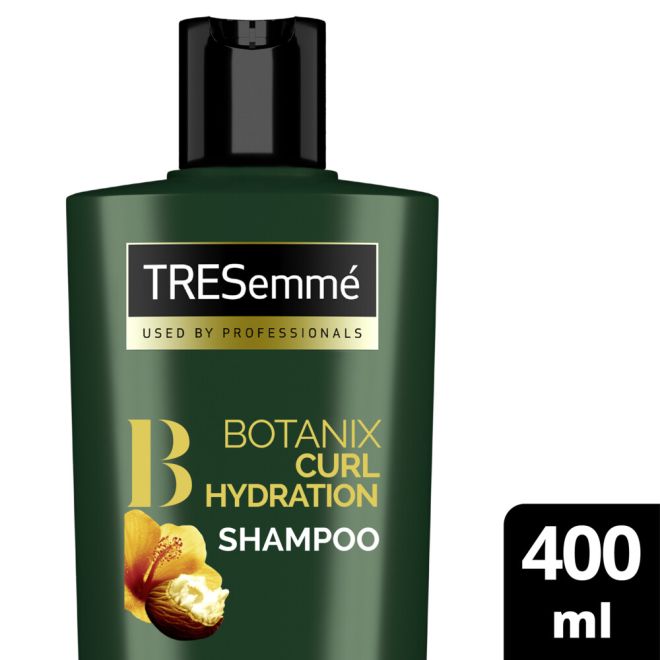 TRESemmé
USED BY PROFESSIONALS
B
BOTANIX
CURL
HYDRATION
SHAMPOO
400
ml